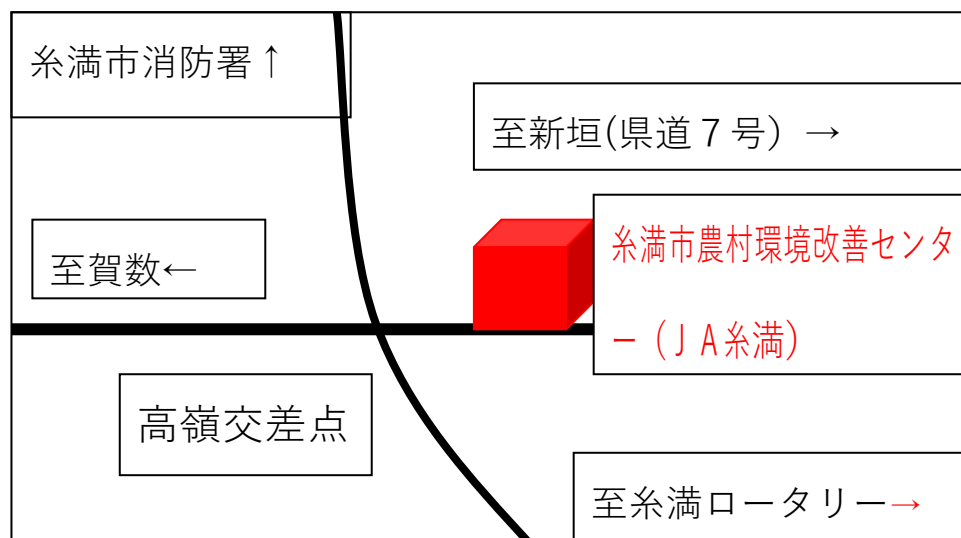 糸満市消防署↑
至新垣(県道７号）→
至賀数←
糸満市農村環境改善センタ
ー（ＪＡ糸満）
高嶺交差点
至糸満ロータリー→